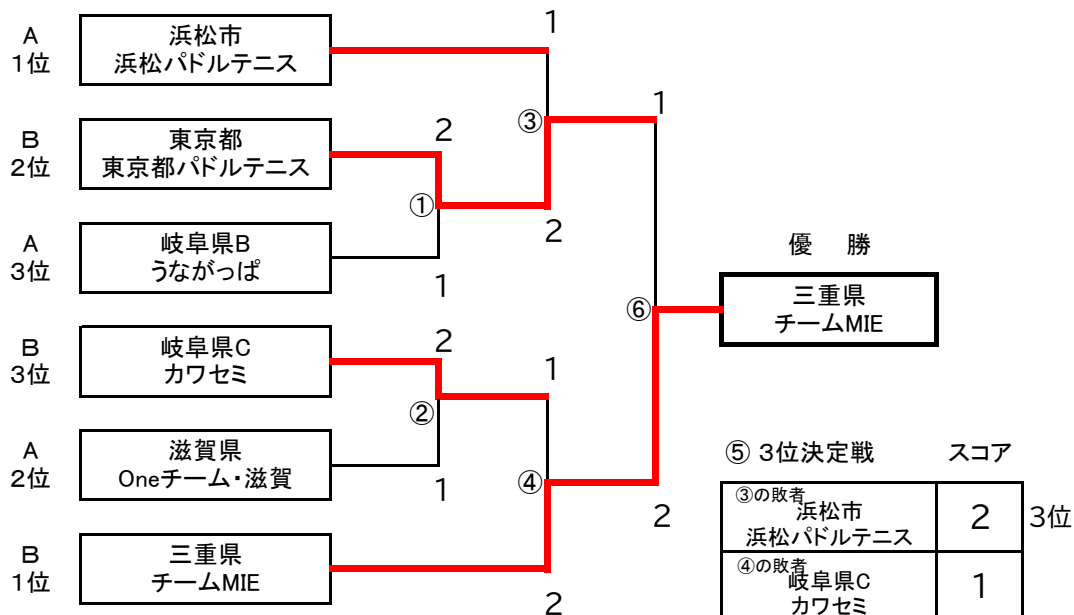 A
1位
浜松市
浜松パドルテニス
1
B
2位
東京都
東京都パドルテニス
2
③
1
①
2
A
3位
岐阜県B
うながっぱ
1
優 勝
三重県
チームMIE
⑥
B
3位
岐阜県C
カワセミ
2
1
②
A
2位
滋賀県
Oneチーム・滋賀
1
④
2
B
1位
三重県
チームMIE
2
⑤ 3位決定戦 スコア
③の敗者
浜松市
浜松パドルテニス
2
3位
④の敗者
岐阜県C
カワセミ
1